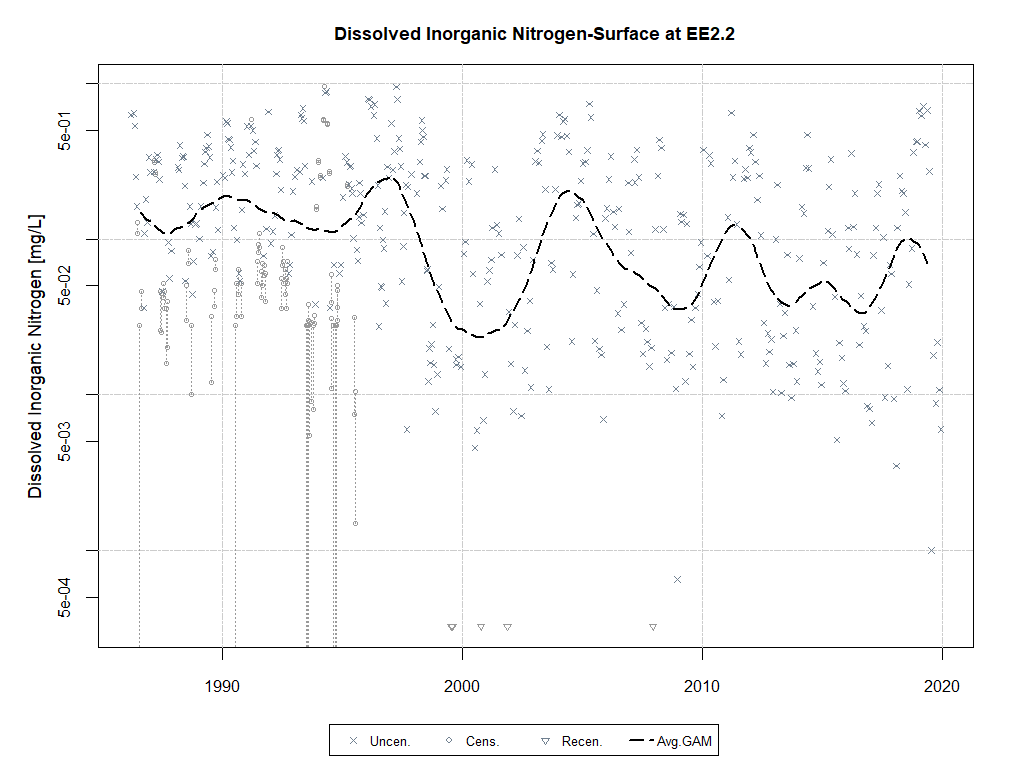 Dissolved Inorganic Nitrogen-Surface at EE2.2
Dissolved Inorganic Nitrogen [mg/L]
5e-01
5e-02
5e-03
5e-04
1990
2000
2010
2020
Uncen.
Cens.
Recen.
Avg.GAM